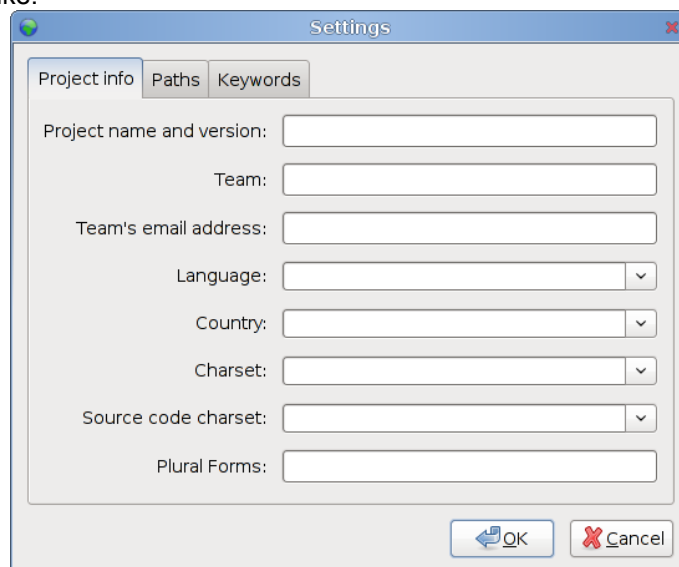 Settings
Project info Paths Keywords
Project name and version:
Team:
Team's email address:
Language:
Country:
Charset:
Source code charset:
Plural Forms:
OK Cancel